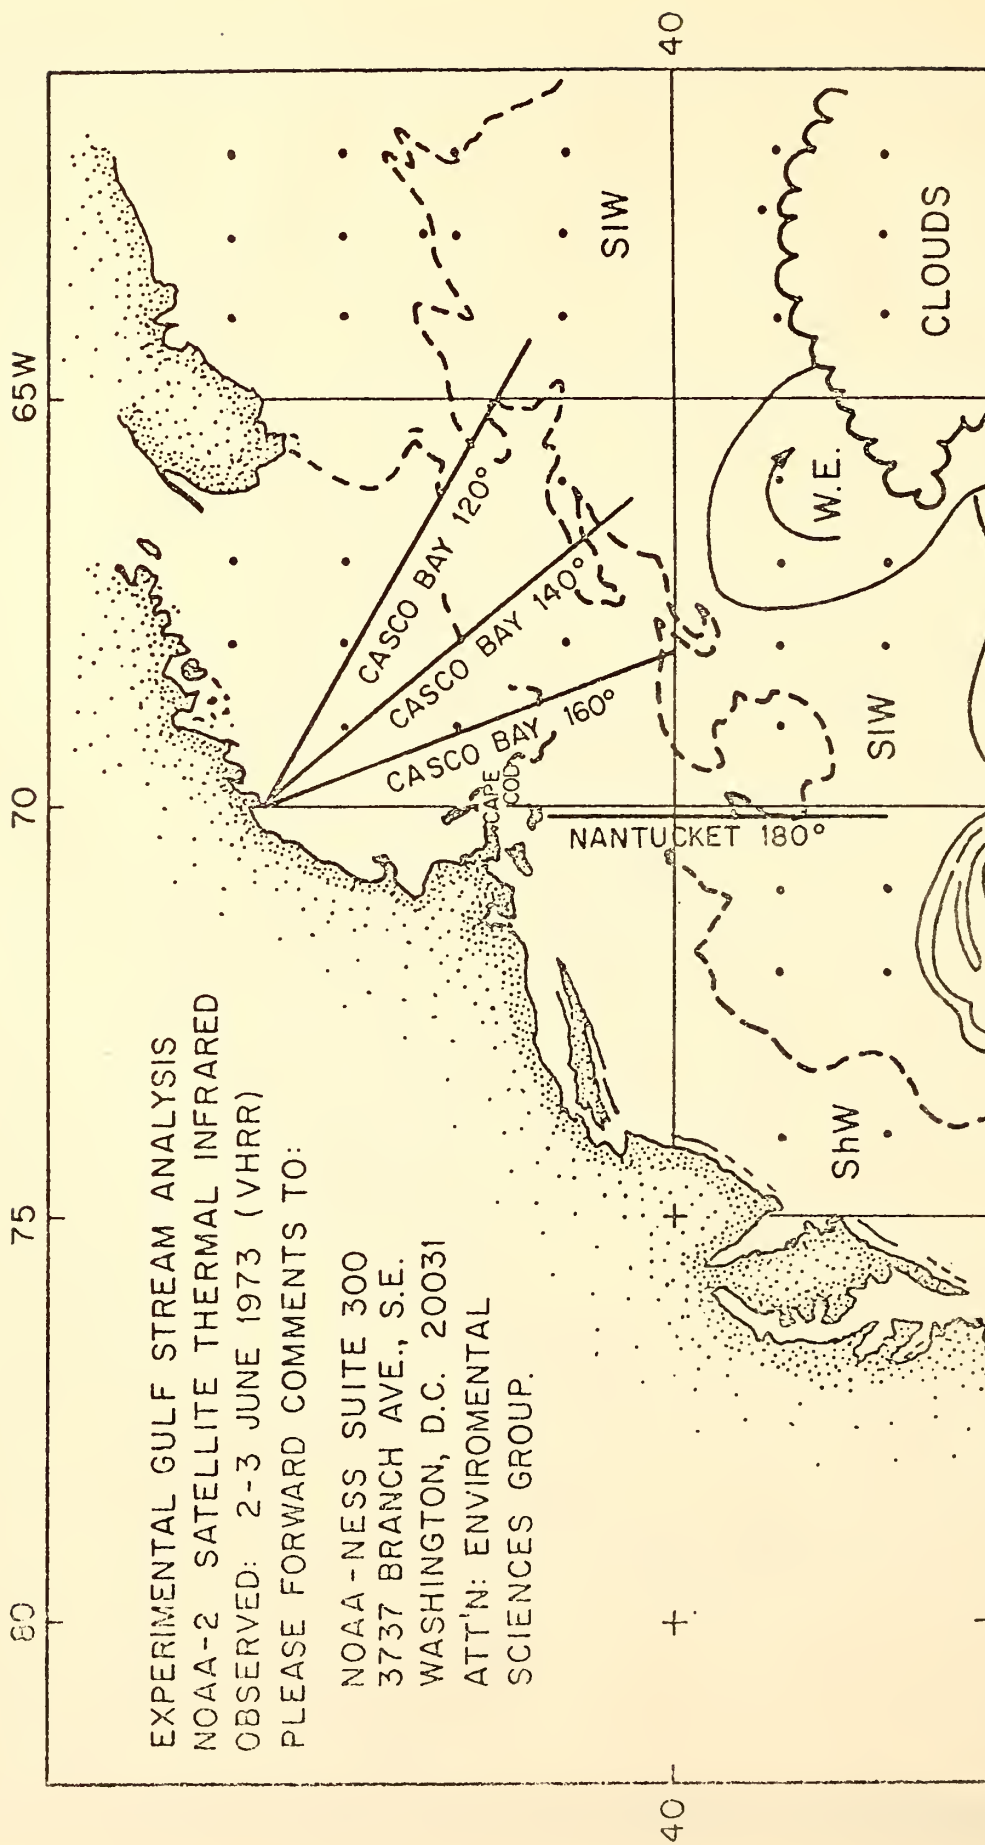 80
75
70
65W
EXPERIMENTAL GULF STREAM ANALYSIS
NOAA-2 SATELLITE THERMAL INFRARED
OBSERVED: 2-3 JUNE 1973 (VHRR)
PLEASE FORWARD COMMENTS TO:
NOAA-NESS SUITE 300
3737 BRANCH AVE., S.E.
WASHINGTON, D.C. 20031
ATT'N: ENVIROMENTAL
SCIENCES GROUP.
CASCO BAY 120°
CASCO BAY 140°
CASCO BAY 160°
CAPE
COD
NANTUCKET 180°
SlW
40
40
W.E.
ShW
SlW
CLOUDS